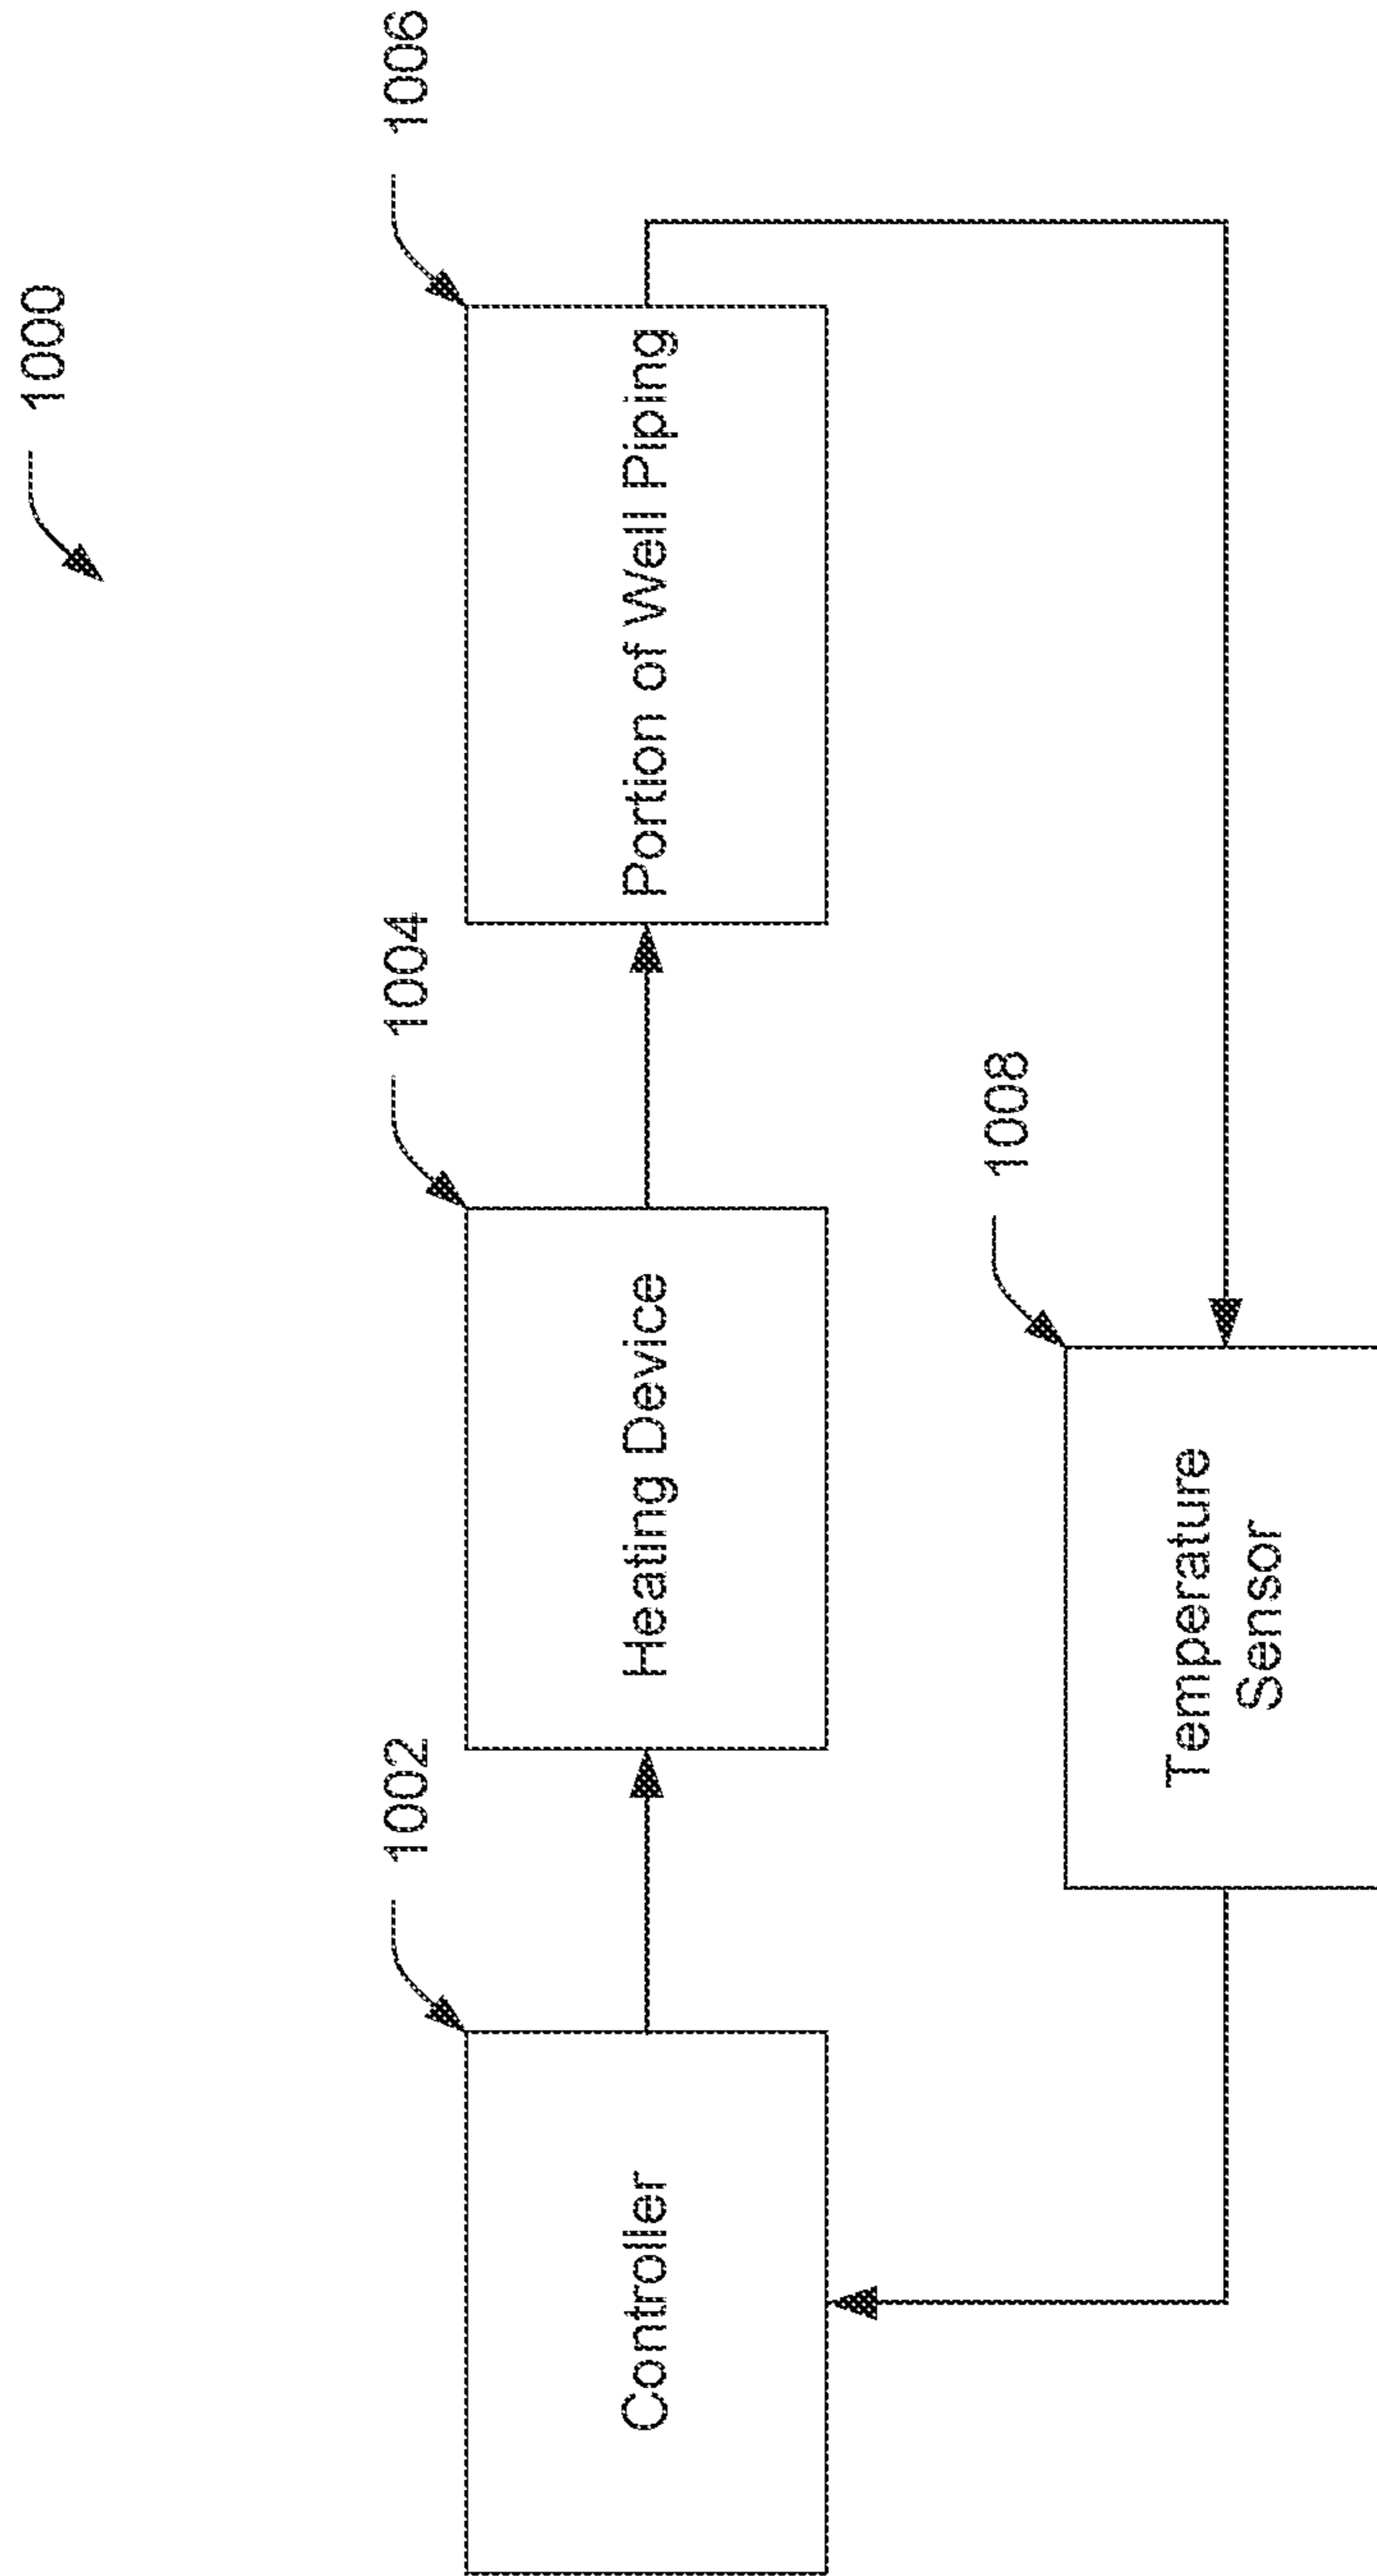 1000
1002
Controller
1004
Heating Device
1006
Portion of Well Piping
1008
Temperature
Sensor